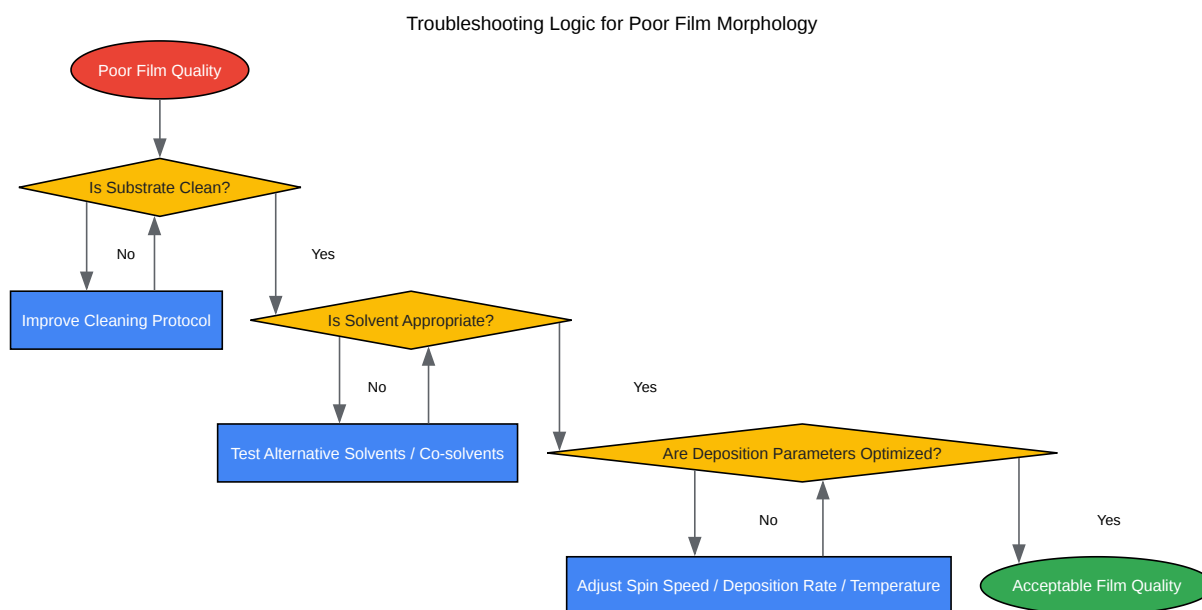 Troubleshooting Logic for Poor Film Morphology
Poor Film Quality
Is Substrate Clean?
No
Yes
Improve Cleaning Protocol
Is Solvent Appropriate?
No
Yes
Test Alternative Solvents / Co-solvents
Are Deposition Parameters Optimized?
No
Yes
Adjust Spin Speed / Deposition Rate / Temperature
Acceptable Film Quality